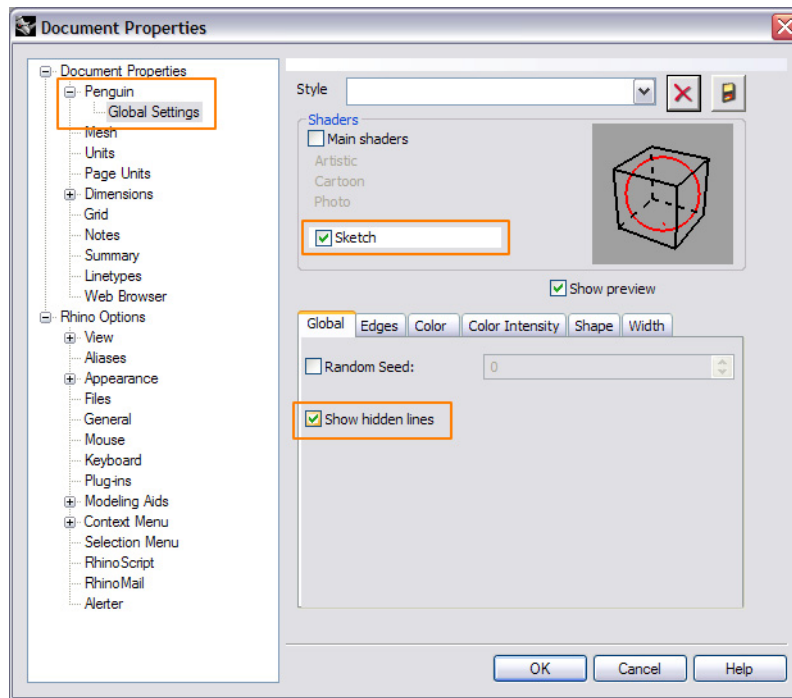 Document Properties
Document Properties
Penguin
Global Settings
Mesh
Units
Page Units
Dimensions
Grid
Notes
Summary
Linetypes
Web Browser
Rhino Options
View
Aliases
Appearance
Files
General
Mouse
Keyboard
Plug-ins
Modeling Aids
Context Menu
Selection Menu
RhinoScript
RhinoMail
Alerter
Style
Shaders
Main shaders
Artistic
Cartoon
Photo
Sketch
Show preview
Global Edges Color Color Intensity Shape Width
Random Seed: 0
Show hidden lines
OK Cancel Help